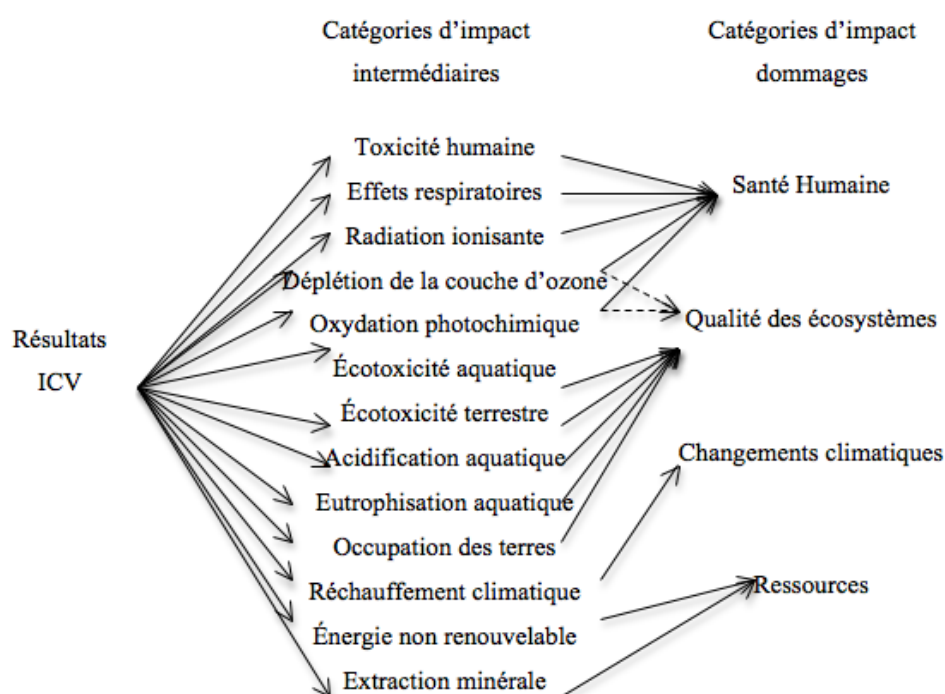 Catégories d’impact
intermédiaires
Catégories d’impact
dommages
Résultats
ICV
Toxicité humaine
Effets respiratoires
Radiation ionisante
Déplétion de la couche d’ozone
Oxydation photochimique
Écotoxicité aquatique
Écotoxicité terrestre
Acidification aquatique
Eutrophisation aquatique
Occupation des terres
Réchauffement climatique
Énergie non renouvelable
Extraction minérale
Santé Humaine
Qualité des écosystèmes
Changements climatiques
Ressources